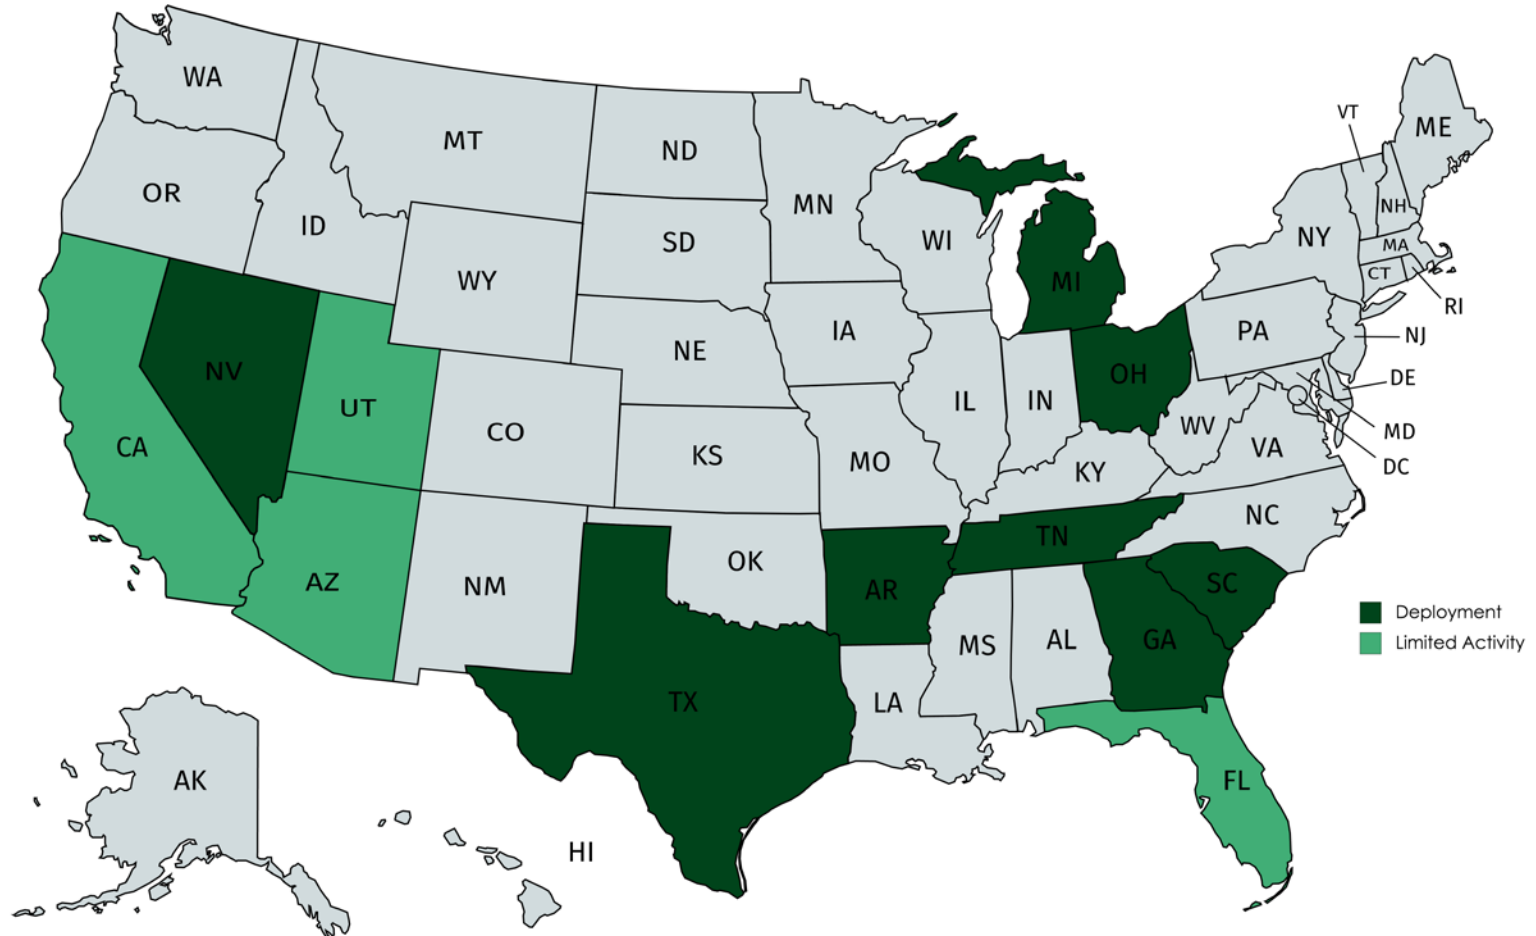 WA
MT
ND
MN
OR
ID
SD
WI
WY
MI
VT
ME
NH
NY
MA
CT
RI
IA
NE
PA
NJ
NV
OH
DE
UT
IL
IN
CO
CA
KS
MO
WV
MD
VA
KY
DC
NC
TN
OK
AZ
NM
AR
SC
Deployment
MS
AL
GA
Limited Activity
TX
LA
AK
FL
HI